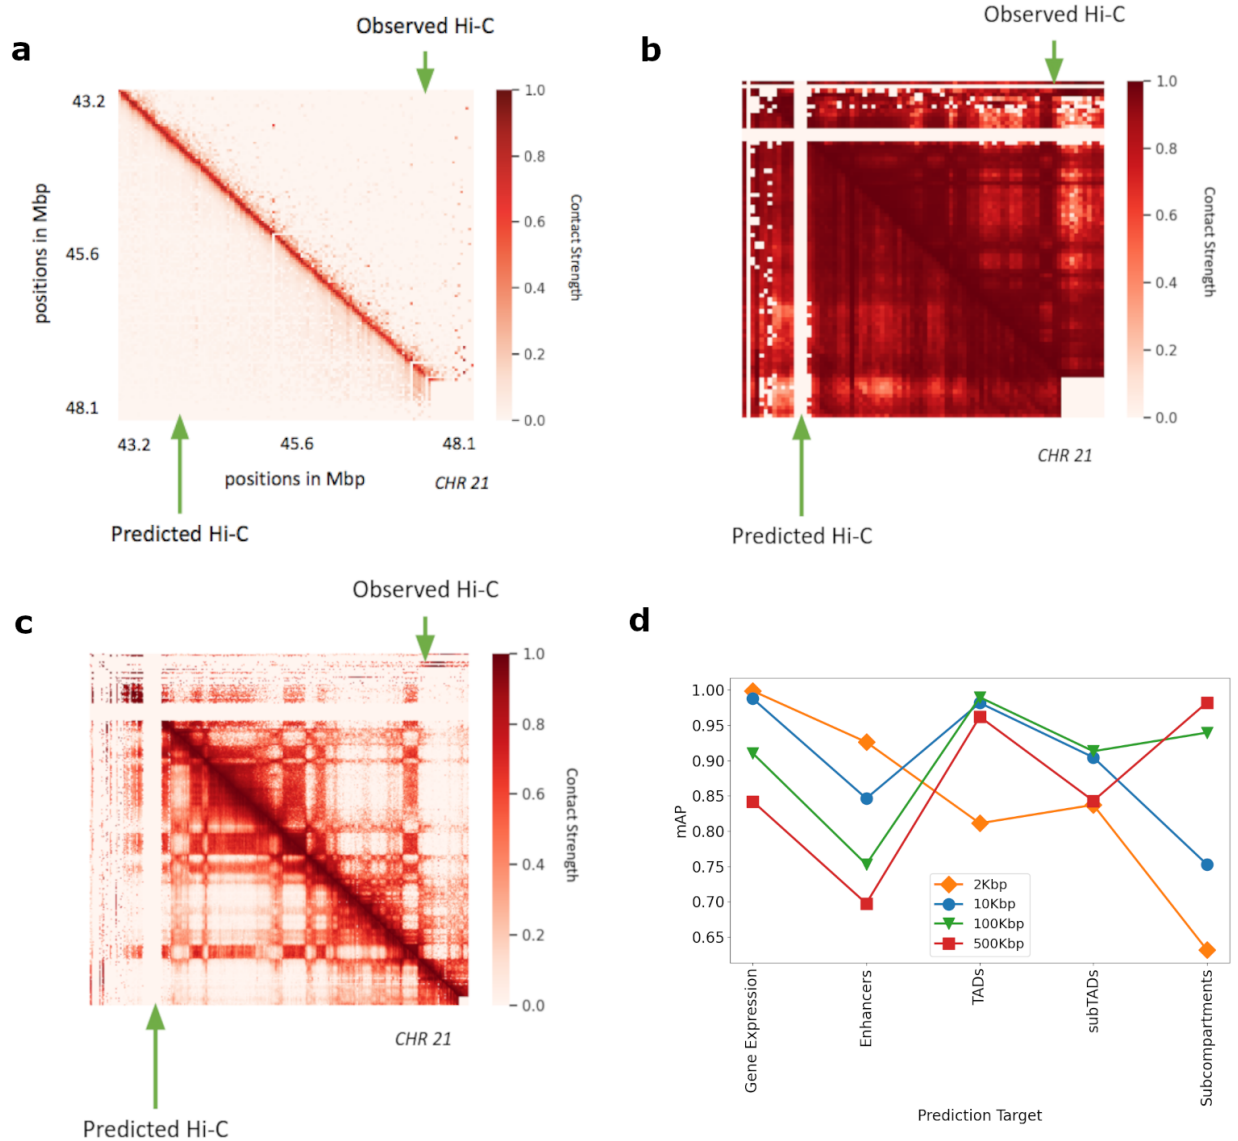 a
Observed Hi-C
43.2
45.6
48.1
positions in Mbp
43.2
45.6
48.1
positions in Mbp
CHR 21
Predicted Hi-C
1.0
0.8
0.6
0.4
0.2
0.0
Contact Strength
b
Observed Hi-C
1.0
0.8
0.6
0.4
0.2
0.0
Contact Strength
CHR 21
Predicted Hi-C
c
Observed Hi-C
1.0
0.8
0.6
0.4
0.2
0.0
Contact Strength
CHR 21
Predicted Hi-C
d
mAP
1.00
0.95
0.90
0.85
0.80
0.75
0.70
0.65
2Kbp
10Kbp
100Kbp
500Kbp
Gene Expression
Enhancers
TADs
subTADs
Subcompartments
Prediction Target